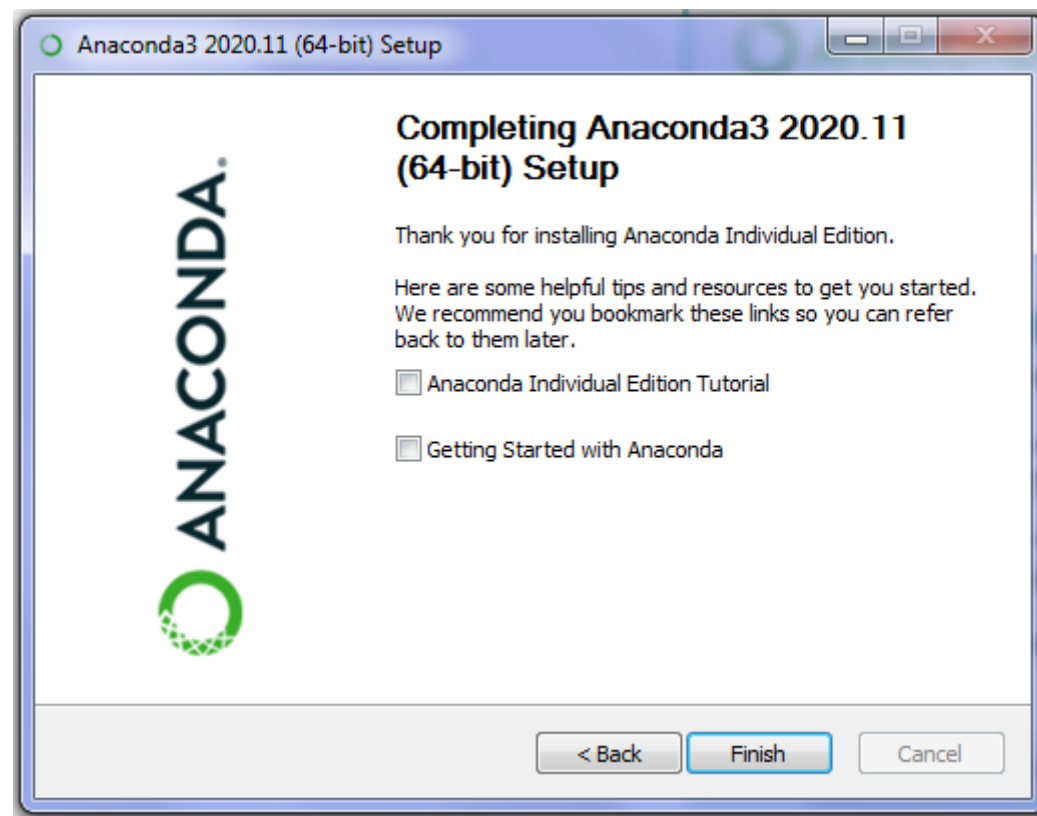 Anaconda3 2020.11 (64-bit) Setup
ANACONDA.
Completing Anaconda3 2020.11
(64-bit) Setup
Thank you for installing Anaconda Individual Edition.
Here are some helpful tips and resources to get you started.
We recommend you bookmark these links so you can refer
back to them later.
Anaconda Individual Edition Tutorial
Getting Started with Anaconda
< Back
Finish
Cancel